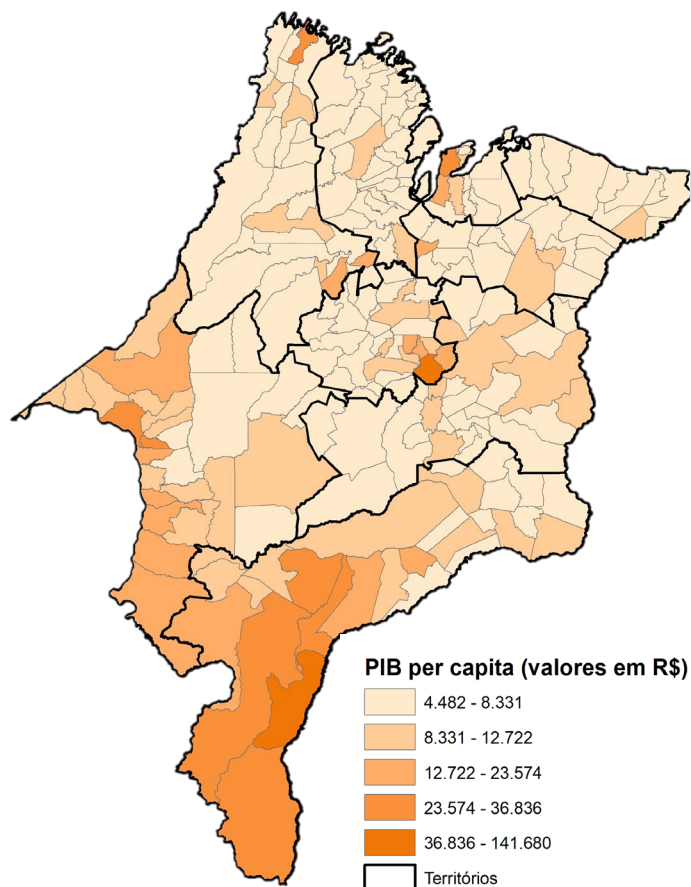 PIB per capita (valores em R$)
4.482 - 8.331
8.331 - 12.722
12.722 - 23.574
23.574 - 36.836
36.836 - 141.680
Territórios